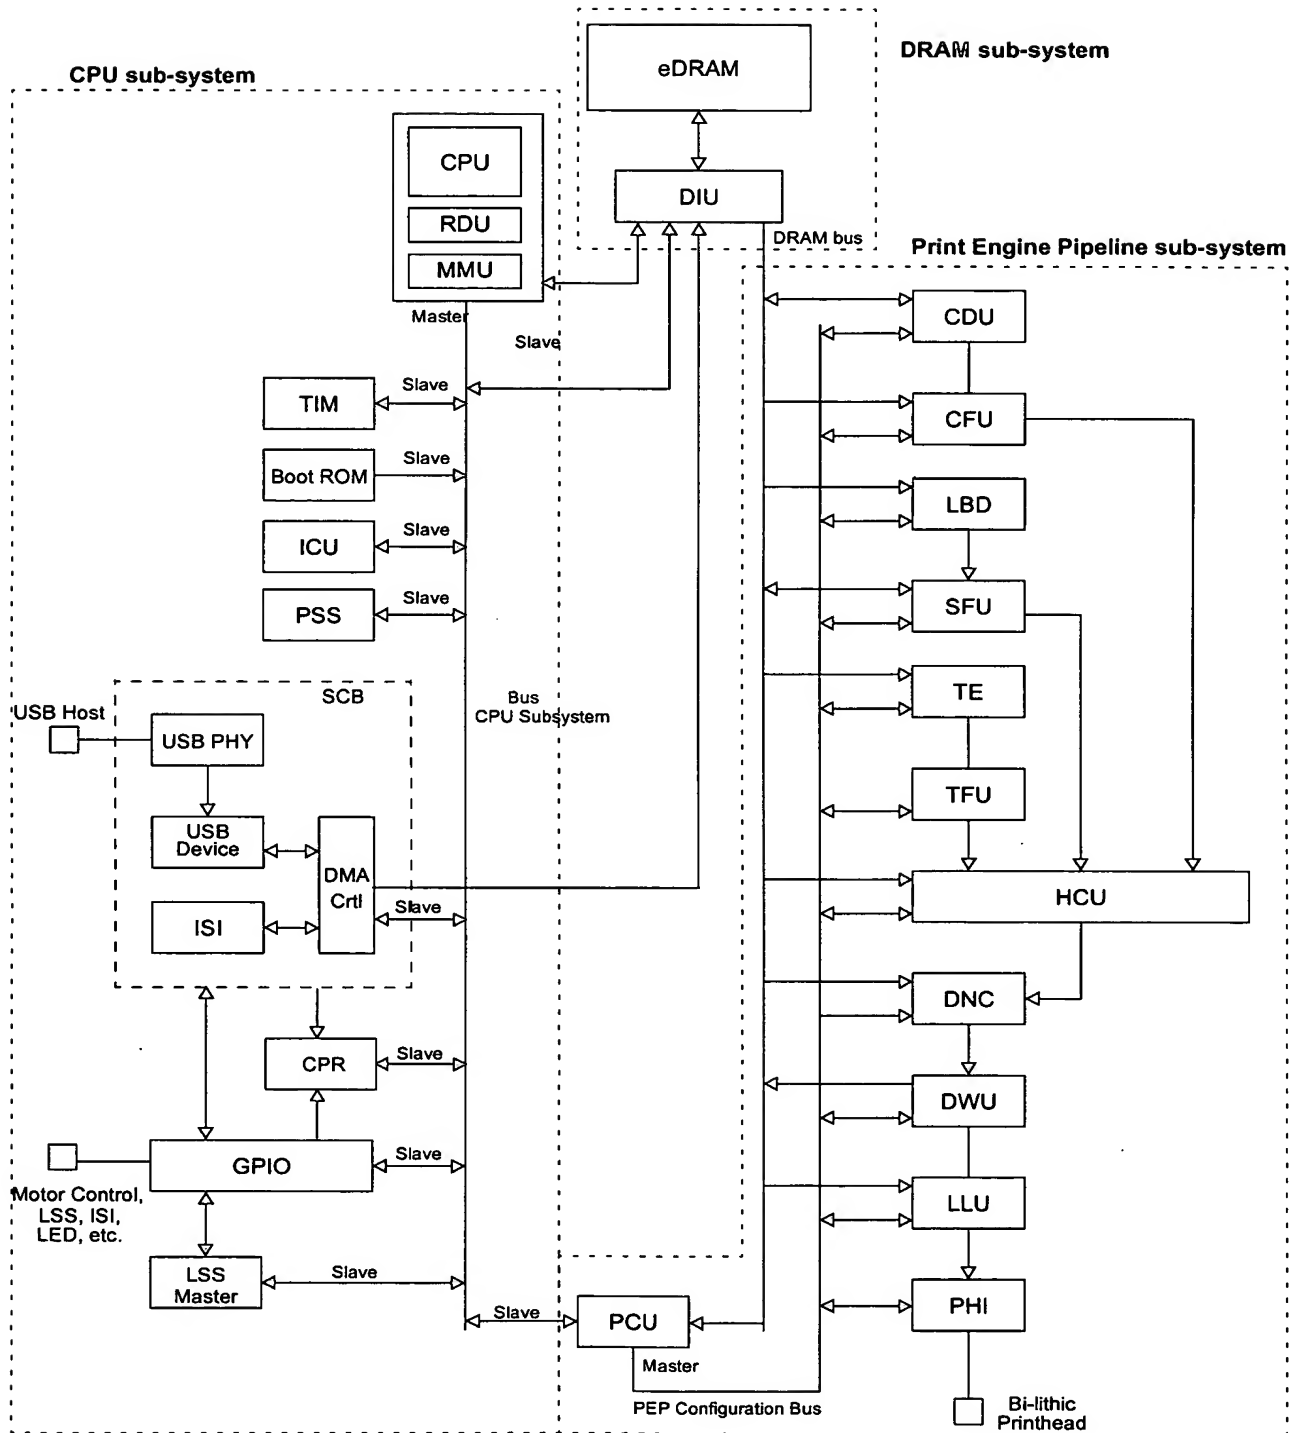 DRAM sub-system
CPU sub-system
eDRAM
CPU
RDU
MMU
Master
DIU
DRAM bus
Print Engine Pipeline sub-system
Slave
TIM
Slave
Boot ROM
Slave
ICU
Slave
PSS
Slave
CDU
CFU
LBD
SFU
TE
TFU
HCU
DNC
DWU
LLU
PHI
SCB
USB Host
USB PHY
Bus
CPU Subsystem
USB
Device
DMA
Crtl
Slave
ISI
CPR
Slave
GPIO
Slave
Motor Control,
LSS, ISI,
LED, etc.
LSS
Master
Slave
Slave
PCU
Master
PEP Configuration Bus
Bi-lithic
Printhead